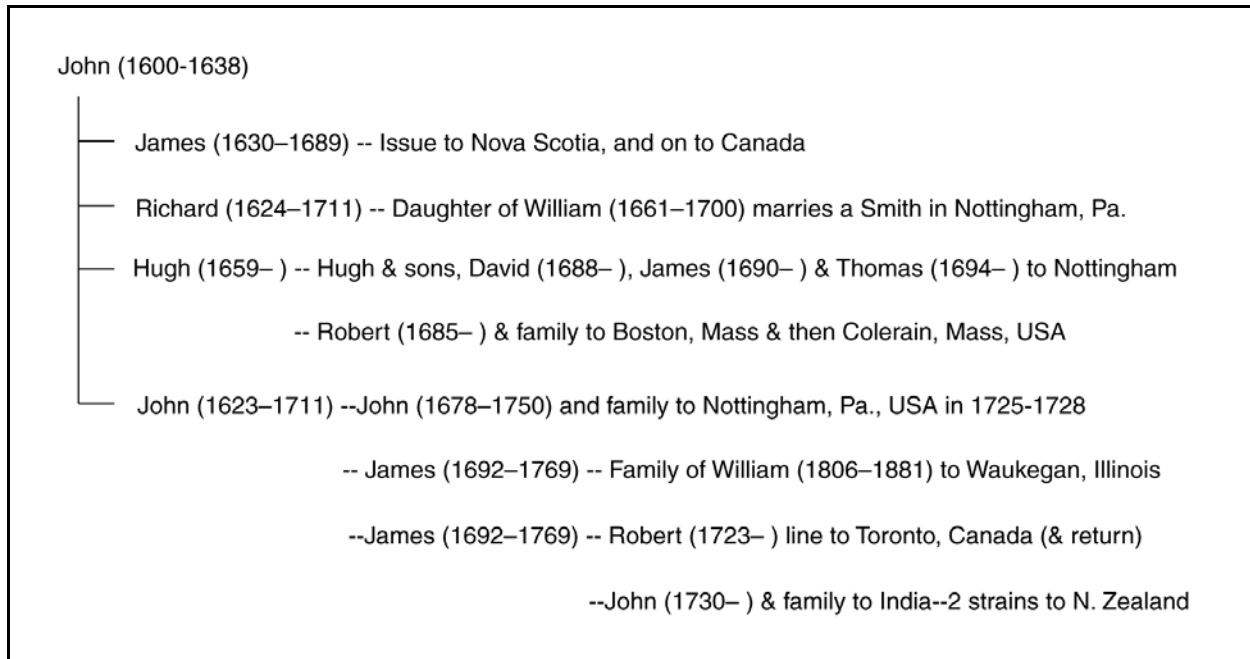 John (1600-1638)
James (1630–1689) -- Issue to Nova Scotia, and on to Canada
Richard (1624–1711) -- Daughter of William (1661–1700) marries a Smith in Nottingham, Pa.
Hugh (1659– ) -- Hugh & sons, David (1688– ), James (1690– ) & Thomas (1694– ) to Nottingham
-- Robert (1685– ) & family to Boston, Mass & then Colerain, Mass, USA
John (1623–1711) --John (1678–1750) and family to Nottingham, Pa., USA in 1725-1728
-- James (1692–1769) -- Family of William (1806–1881) to Waukegan, Illinois
--James (1692–1769) -- Robert (1723– ) line to Toronto, Canada (& return)
--John (1730– ) & family to India--2 strains to N. Zealand